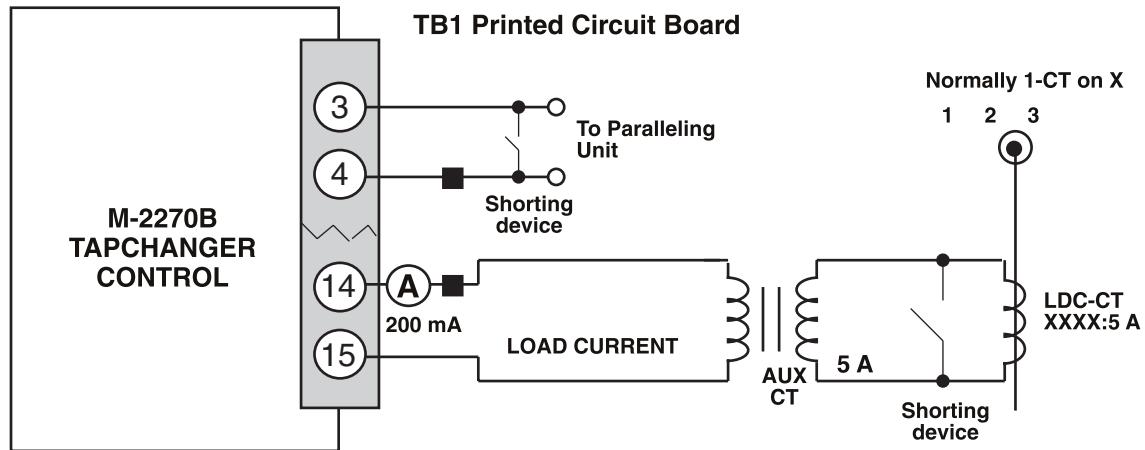 TB1 Printed Circuit Board
Normally 1-CT on X
1 2 3
3
To Paralleling
Unit
4
Shorting
device
M-2270B
TAPCHANGER
CONTROL
14
A
200 mA
15
LOAD CURRENT
AUX
CT
5 A
LDC-CT
XXXX:5 A
Shorting
device